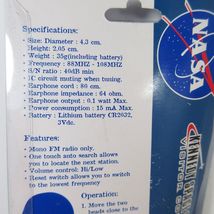 Specifications:
• Size: Diameter : 4,3 cm.
• Height: 2,05 cm.
• Weight : 35g(including battery)
• Frequency : 88MHZ - 108MHZ
• S/N ratio : 40dB min
• IC circuit muting when tuning.
• Earphone cord : 80 cm.
• Earphone impedance : 64 ohm.
• Earphone output : 0,1 watt Max
• Power consumption : 15 mA Max.
• Battery : Lithium battery CR2032,
3Vdc.
Features:
• Mono FM radio only.
• One touch auto search allows
you to locate the next station.
• Volume control: Hi/Low
• Reset switch allows you to switch
to the lowest frequency
Operation:
1. Move the two
heads close to the
NASA